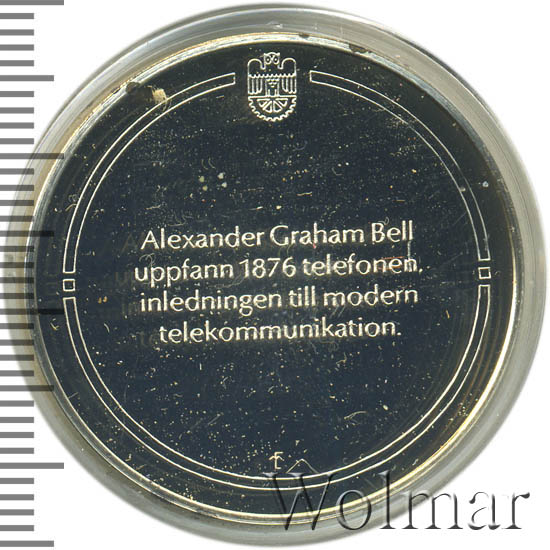 Alexander Graham Bell
uppfann 1876 telefonen,
inledningen till modern
telekommunikation.
Wolmar